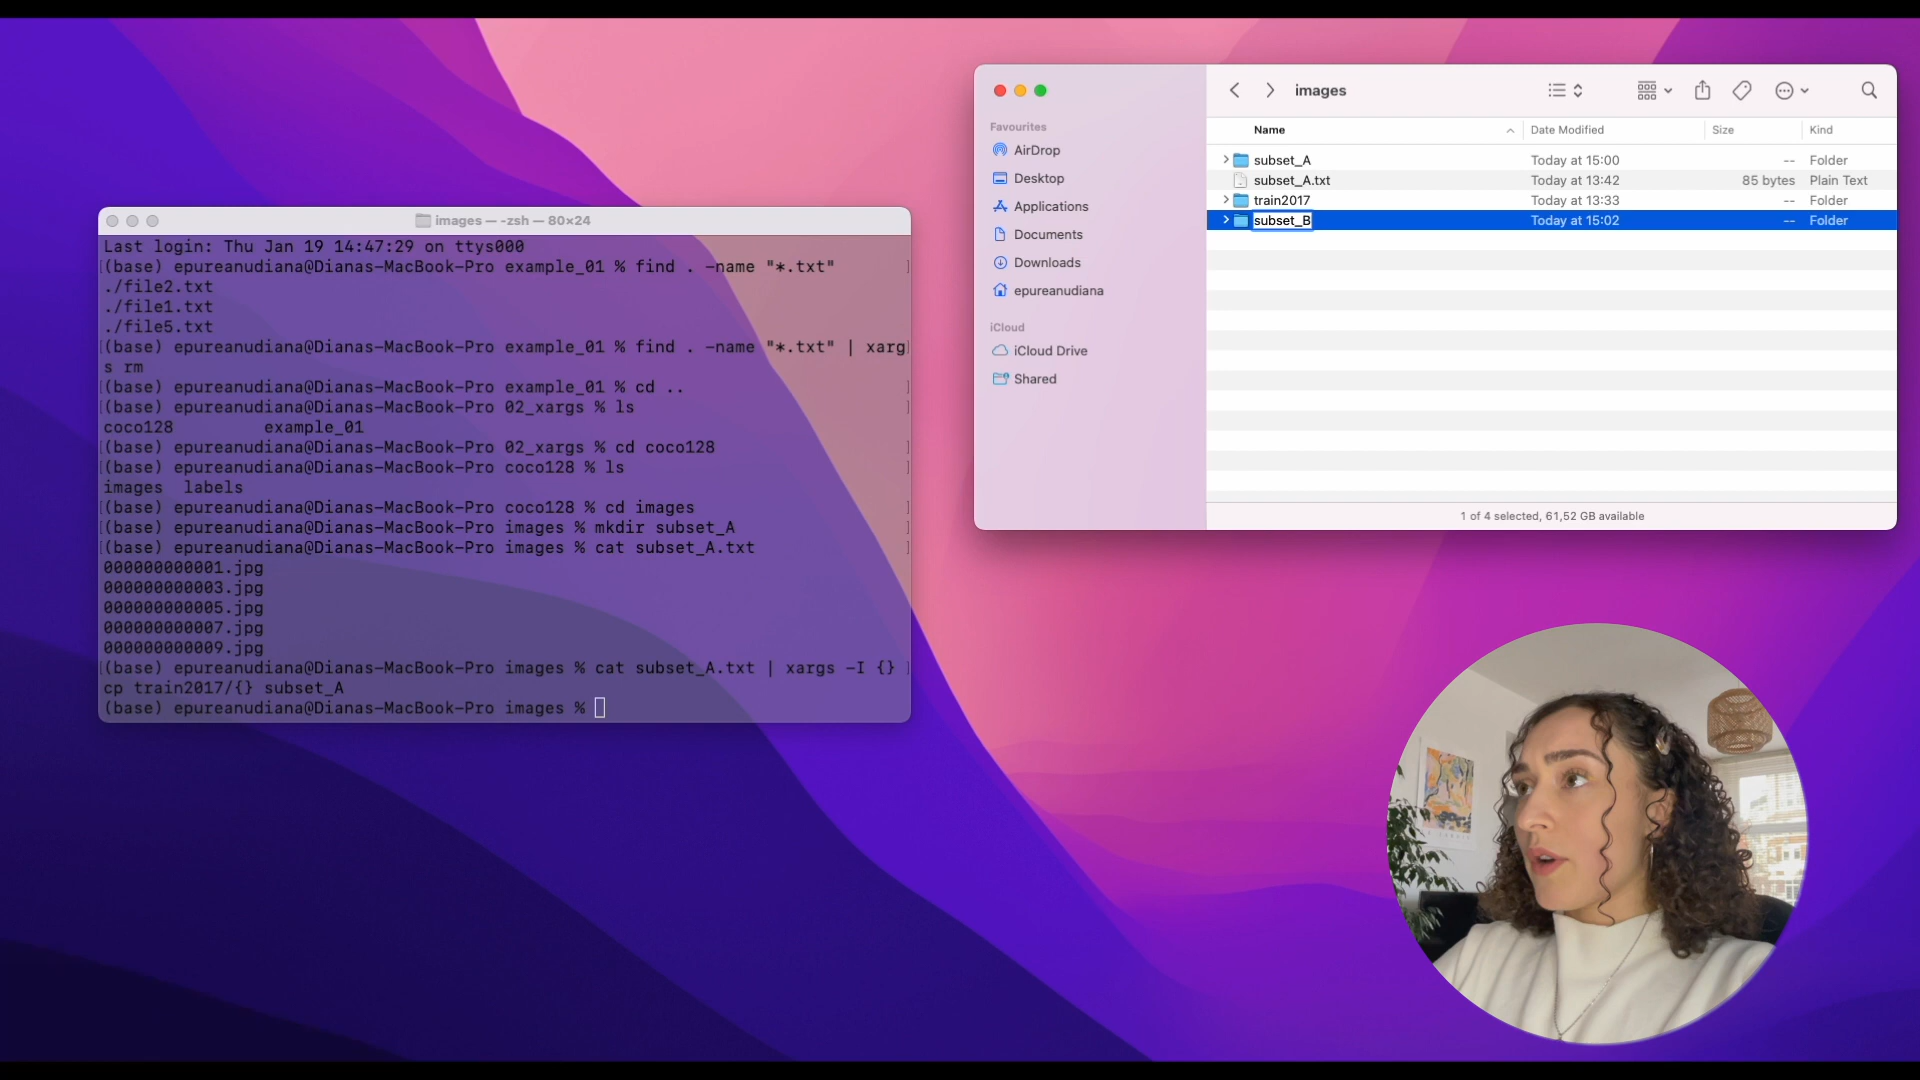 images — -zsh — 80×24
Last login: Thu Jan 19 14:47:29 on ttys000
[(base) epureanudiana@Dianas-MacBook-Pro example_01 % find . -name "*.txt" ]
./file2.txt
./file1.txt
./file5.txt
[(base) epureanudiana@Dianas-MacBook-Pro example_01 % find . -name "*.txt" | xarg]
s rm
[(base) epureanudiana@Dianas-MacBook-Pro example_01 % cd .. ]
[(base) epureanudiana@Dianas-MacBook-Pro 02_xargs % ls ]
coco128 example_01
[(base) epureanudiana@Dianas-MacBook-Pro 02_xargs % cd coco128 ]
[(base) epureanudiana@Dianas-MacBook-Pro coco128 % ls ]
images labels
[(base) epureanudiana@Dianas-MacBook-Pro coco128 % cd images ]
[(base) epureanudiana@Dianas-MacBook-Pro images % mkdir subset_A ]
[(base) epureanudiana@Dianas-MacBook-Pro images % cat subset_A.txt ]
000000000001.jpg
000000000003.jpg
000000000005.jpg
000000000007.jpg
000000000009.jpg
[(base) epureanudiana@Dianas-MacBook-Pro images % cat subset_A.txt | xargs -I {} ]
cp train2017/{} subset_A
(base) epureanudiana@Dianas-MacBook-Pro images %
images
Favourites
AirDrop
Desktop
Applications
Documents
Downloads
epureanudiana
iCloud
iCloud Drive
Shared
Name Date Modified Size Kind
subset_A Today at 15:00 -- Folder
subset_A.txt Today at 13:42 85 bytes Plain Text
train2017 Today at 13:33 -- Folder
subset_B Today at 15:02 -- Folder
1 of 4 selected, 61,52 GB available